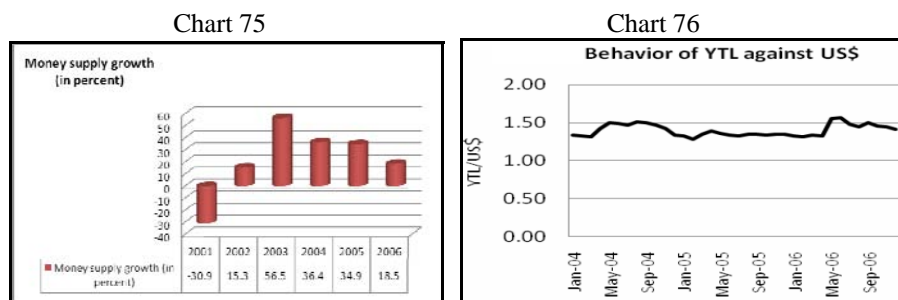 Chart 75
Money supply growth
(in percent)
60
50
40
30
20
10
0
-10
-20
-30
-40
2001 2002 2003 2004 2005 2006
Money supply growth (in percent) -30.9 15.3 56.5 36.4 34.9 18.5
Chart 76
Behavior of YTL against US$
YTL/US$
2.00
1.50
1.00
0.50
0.00
Jan-04 May-04 Sep-04 Jan-05 May-05 Sep-05 Jan-06 May-06 Sep-06